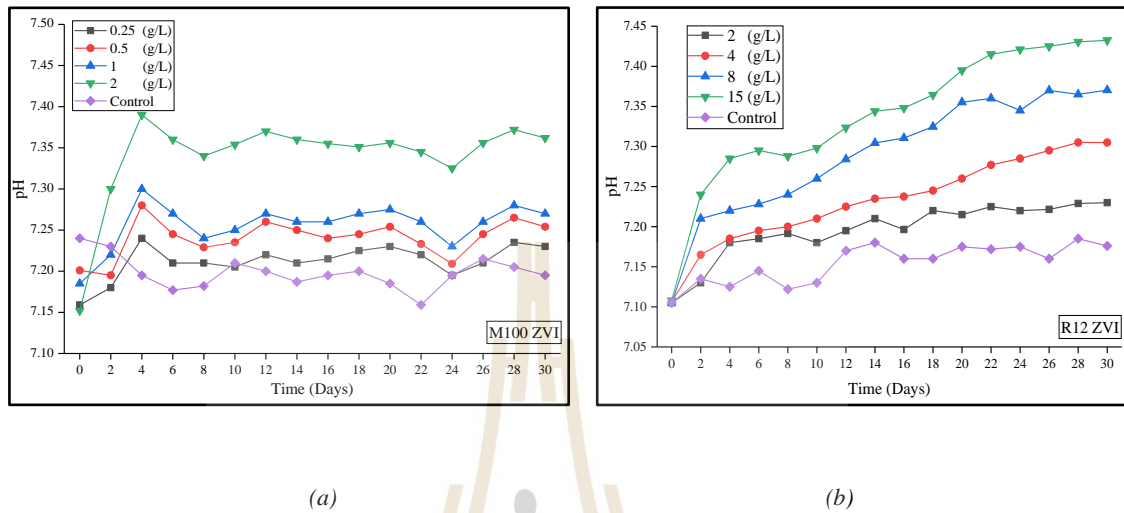 7.50
7.45
7.40
7.35
7.30
7.25
7.20
7.15
7.10
pH
0.25 (g/L)
0.5 (g/L)
1 (g/L)
2 (g/L)
Control
M100 ZVI
0 2 4 6 8 10 12 14 16 18 20 22 24 26 28 30
Time (Days)
(a)
7.45
7.40
7.35
7.30
7.25
7.20
7.15
7.10
7.05
pH
2 (g/L)
4 (g/L)
8 (g/L)
15 (g/L)
Control
R12 ZVI
0 2 4 6 8 10 12 14 16 18 20 22 24 26 28 30
Time (Days)
(b)